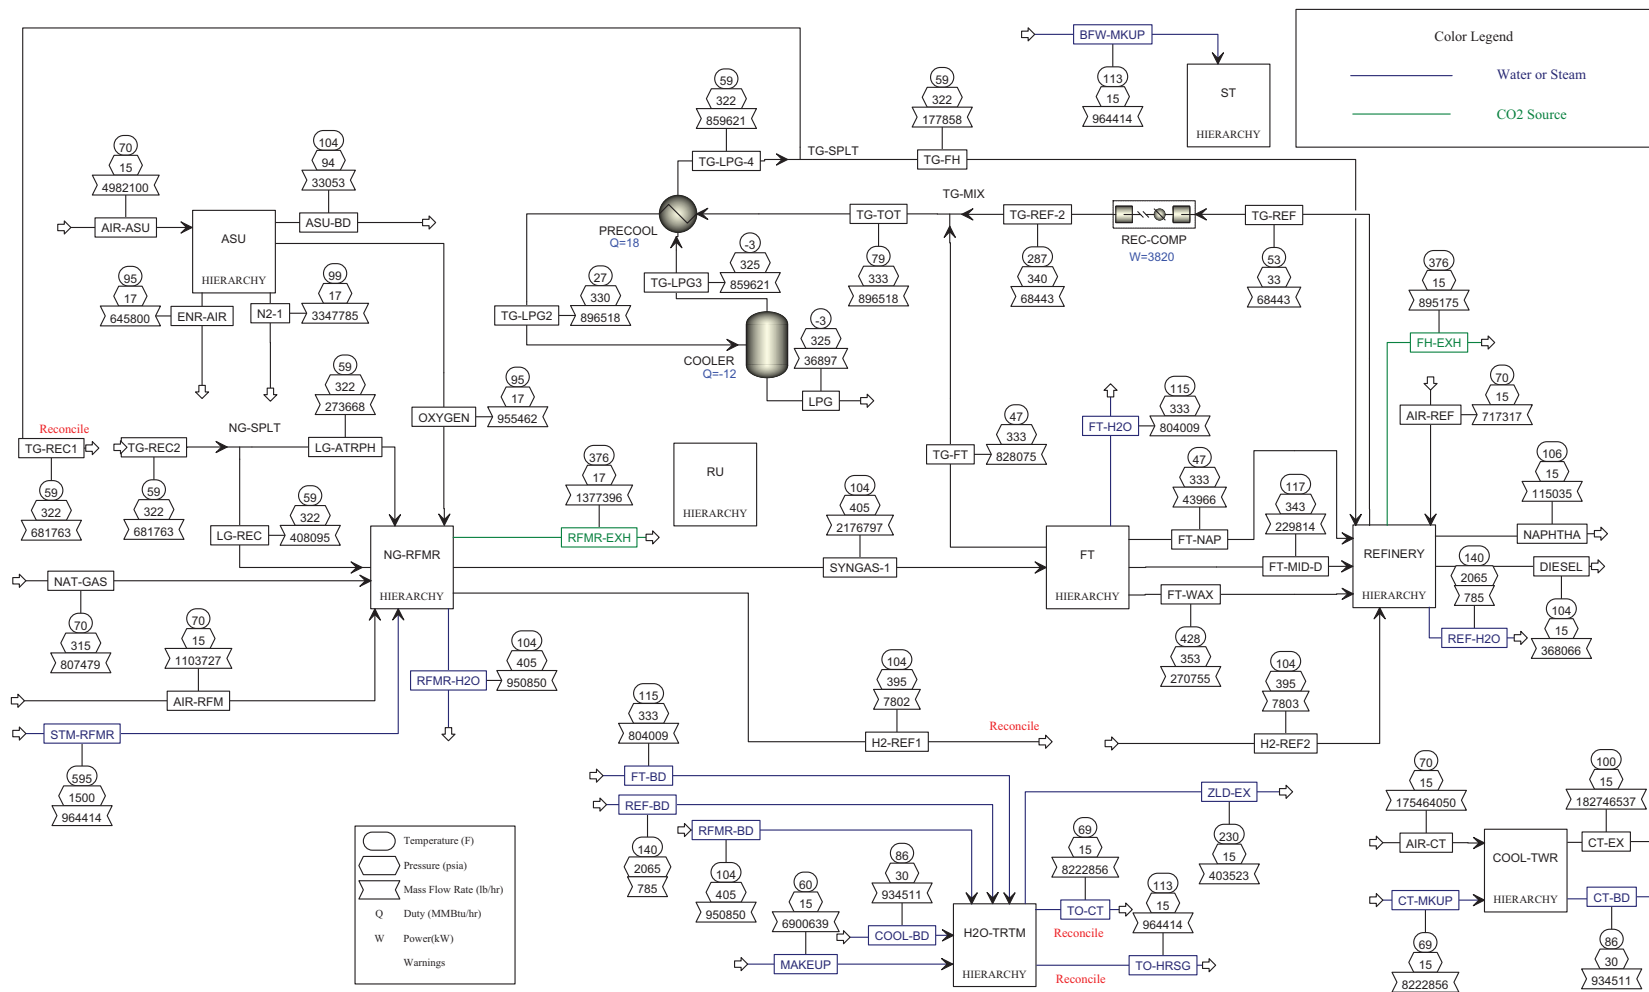 Color Legend
Water or Steam
CO2 Source
BFW-MKUP
113
15
964414
ST
HIERARCHY
59
322
859621
TG-LPG-4
TG-SPLT
59
322
177858
TG-FH
70
15
4982100
AIR-ASU
104
94
33053
ASU-BD
ASU
HIERARCHY
95
17
645800
ENR-AIR
99
17
3347785
N2-1
PRECOOL
Q=18
TG-LPG3
-3
325
859621
TG-TOT
79
333
896518
TG-MIX
TG-REF-2
287
340
68443
REC-COMP
W=3820
TG-REF
53
33
68443
376
15
895175
FH-EXH
TG-LPG2
27
330
896518
COOLER
Q=-12
-3
325
36897
LPG
59
322
273668
LG-ATRPH
OXYGEN
95
17
955462
Reconcile
TG-REC1
59
322
681763
TG-REC2
59
322
681763
NG-SPLT
LG-REC
59
322
408095
TG-FT
47
333
828075
FT-H2O
115
333
804009
AIR-REF
70
15
717317
47
333
43966
FT-NAP
117
343
229814
FT-MID-D
106
15
115035
NAPHTHA
RU
HIERARCHY
376
17
1377396
RFMR-EXH
104
405
2176797
SYNGAS-1
NG-RFMR
HIERARCHY
FT
HIERARCHY
REFINERY
HIERARCHY
140
2065
785
REF-H2O
DIESEL
104
15
368066
FT-WAX
428
353
270755
NAT-GAS
70
315
807479
70
15
1103727
AIR-RFM
RFMR-H2O
104
405
950850
STM-RFMR
595
1500
964414
104
395
7802
H2-REF1
Reconcile
104
395
7803
H2-REF2
115
333
804009
FT-BD
REF-BD
140
2065
785
RFMR-BD
104
405
950850
60
15
6900639
MAKEUP
86
30
934511
COOL-BD
H2O-TRTM
HIERARCHY
69
15
8222856
TO-CT
Reconcile
113
15
964414
TO-HRSG
Reconcile
ZLD-EX
230
15
403523
70
15
175464050
AIR-CT
100
15
182746537
CT-EX
COOL-TWR
HIERARCHY
CT-MKUP
69
15
8222856
CT-BD
86
30
934511
Temperature (F)
Pressure (psia)
Mass Flow Rate (lb/hr)
Q Duty (MMBtu/hr)
W Power(kW)
Warnings